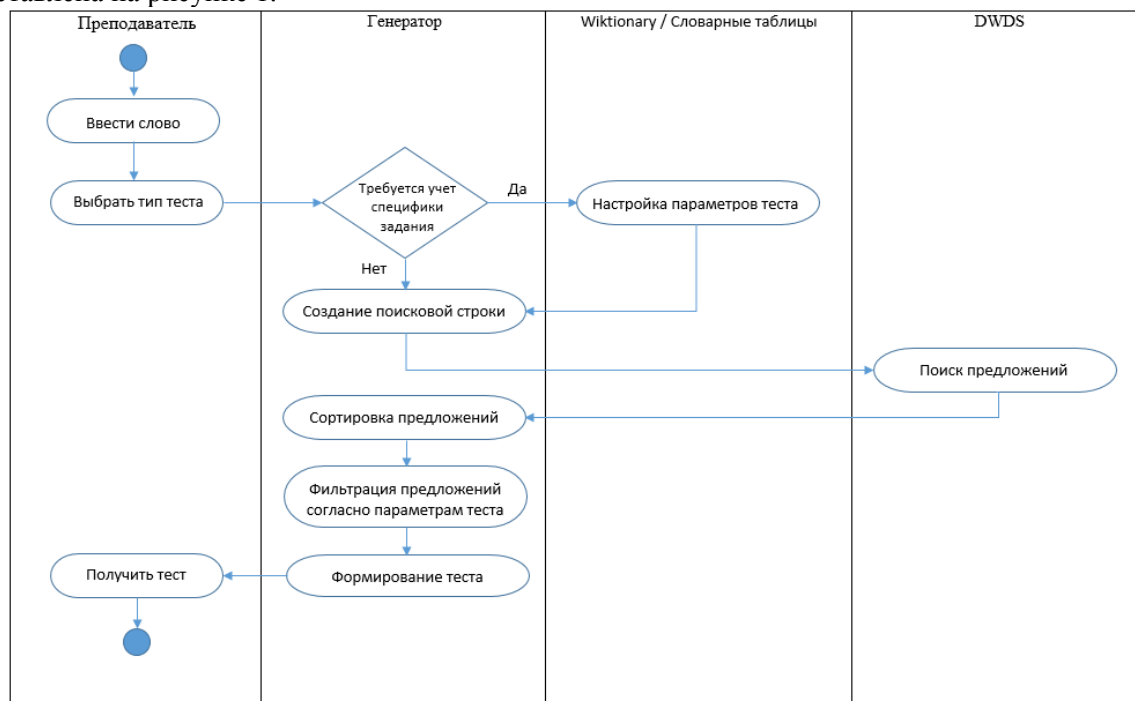 Преподаватель
Генератор
Wiktionary / Словарные таблицы
DWDS
Ввести слово
Выбрать тип теста
Требуется учет
специфики
задания
Да
Настройка параметров теста
Нет
Создание поисковой строки
Поиск предложений
Сортировка предложений
Фильтрация предложений
согласно параметрам теста
Получить тест
Формирование теста